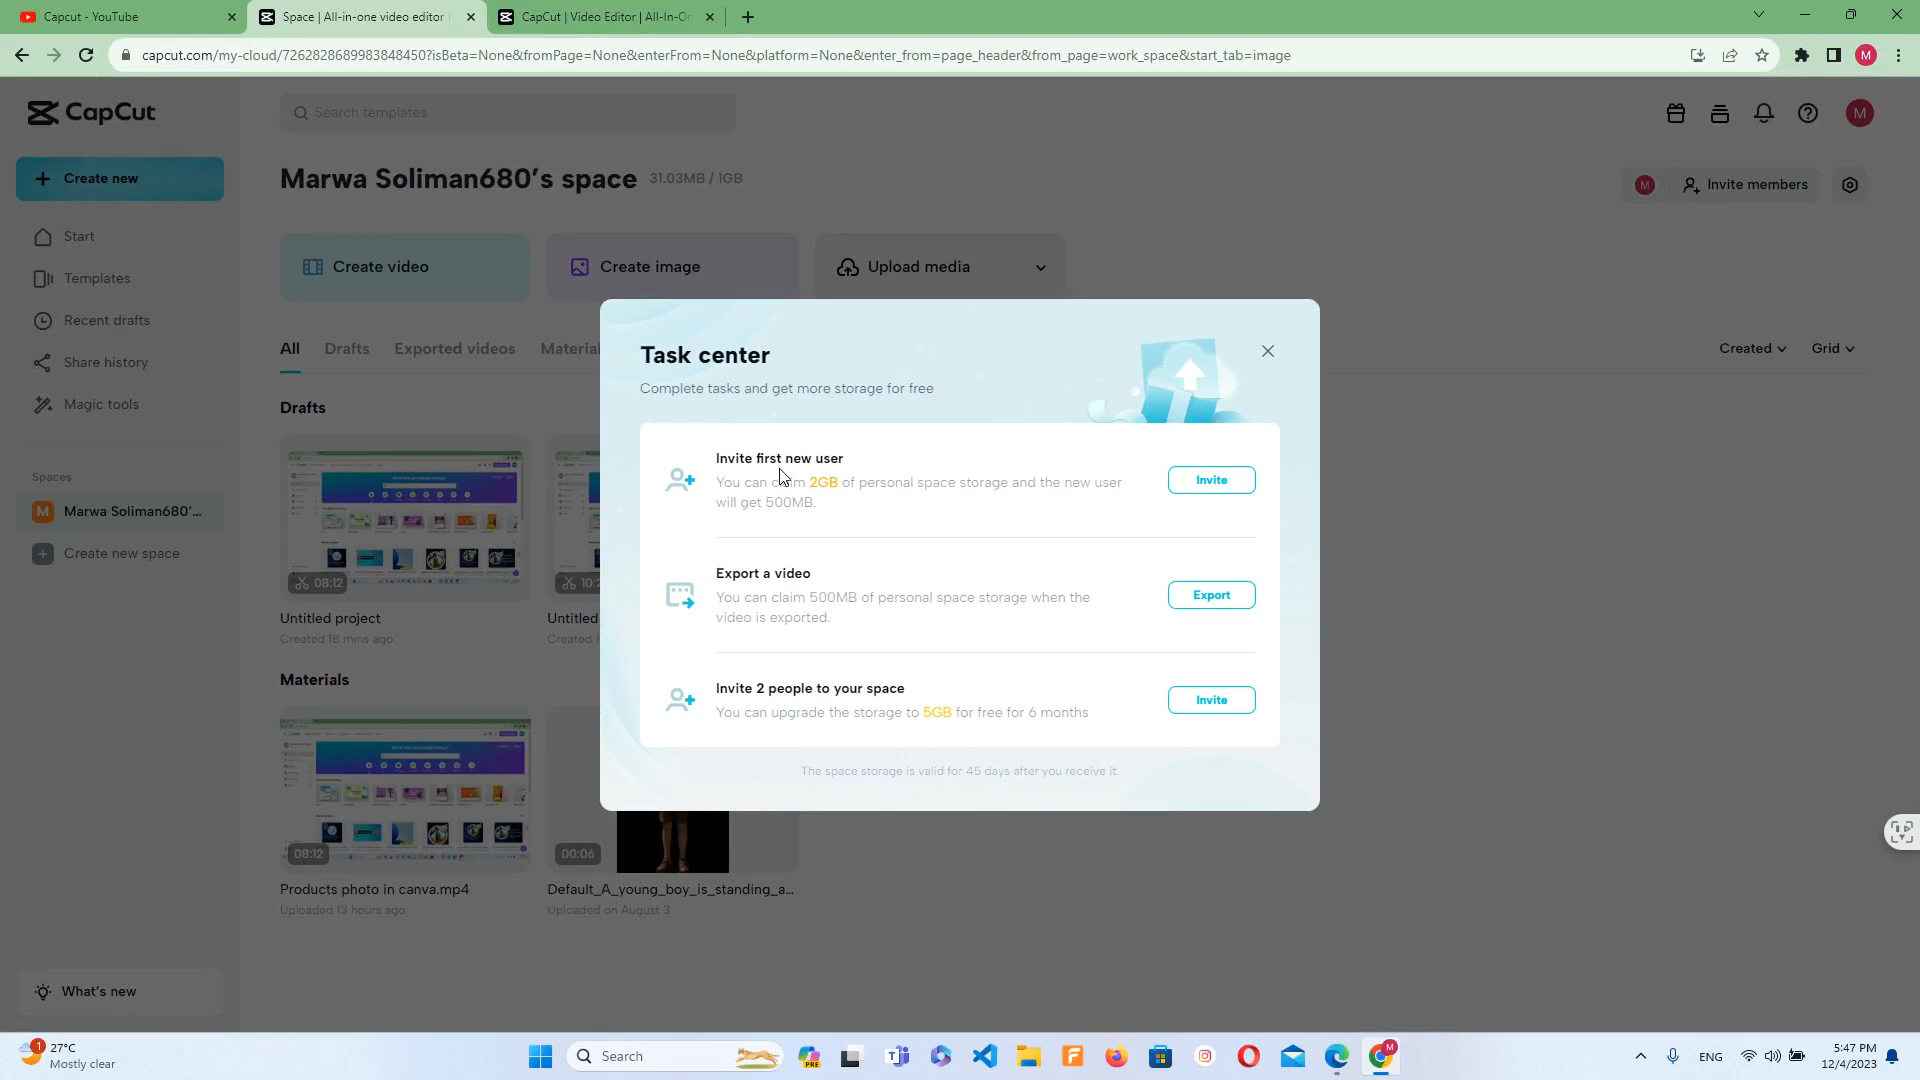 Capcut - YouTube
Space | All-in-one video editor
CapCut | Video Editor | All-In-On
capcut.com/my-cloud/7262828689983848450?isBeta=None&fromPage=None&enterFrom=None&platform=None&enter_from=page_header&from_page=work_space&start_tab=image
M
CapCut
Search templates
M
Create new
Marwa Soliman680's space 31.03MB / 1GB
M Invite members
Start
Templates
Recent drafts
Share history
Magic tools
Create video
Create image
Upload media
All Drafts Exported videos
Created Grid
Drafts
08:12
Untitled project
Created 18 mins ago
Untitled
Spaces
M Marwa Soliman680'...
Create new space
Materials
08:12
00:06
Products photo in canva.mp4
Uploaded 13 hours ago
Default_A_young_boy_is_standing_a...
Uploaded on August 3
What's new
Task center
Complete tasks and get more storage for free
Invite first new user
You can claim 2GB of personal space storage and the new user
will get 500MB.
Invite
Export a video
You can claim 500MB of personal space storage when the
video is exported.
Export
Invite 2 people to your space
You can upgrade the storage to 5GB for free for 6 months
Invite
The space storage is valid for 45 days after you receive it.
1
27°C
Mostly clear
Search
PRE
ENG
5:47 PM
12/4/2023